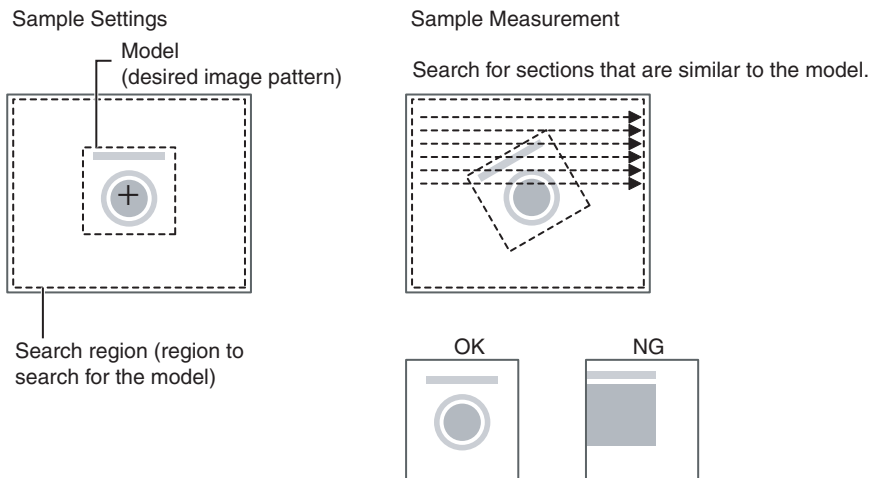 Sample Settings
Model
(desired image pattern)
Search region (region to
search for the model)
Sample Measurement
Search for sections that are similar to the model.
OK
NG